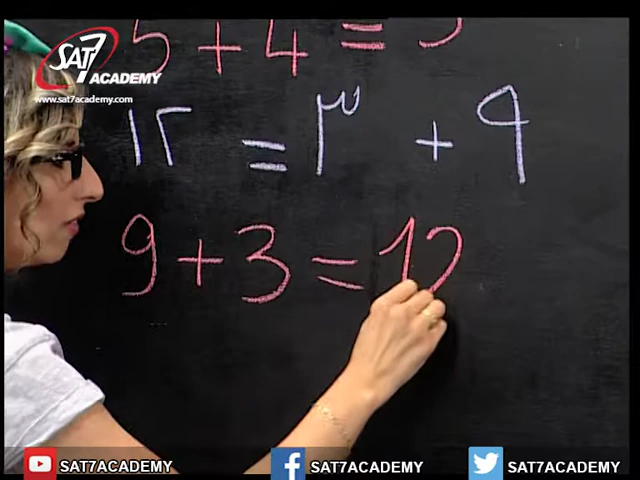 5 + 4 = 9
SAT7 ACADEMY
www.sat7academy.com
٩ + ٣ = ١٢
9 + 3 = 12
SAT7ACADEMY SAT7ACADEMY SAT7ACADEMY